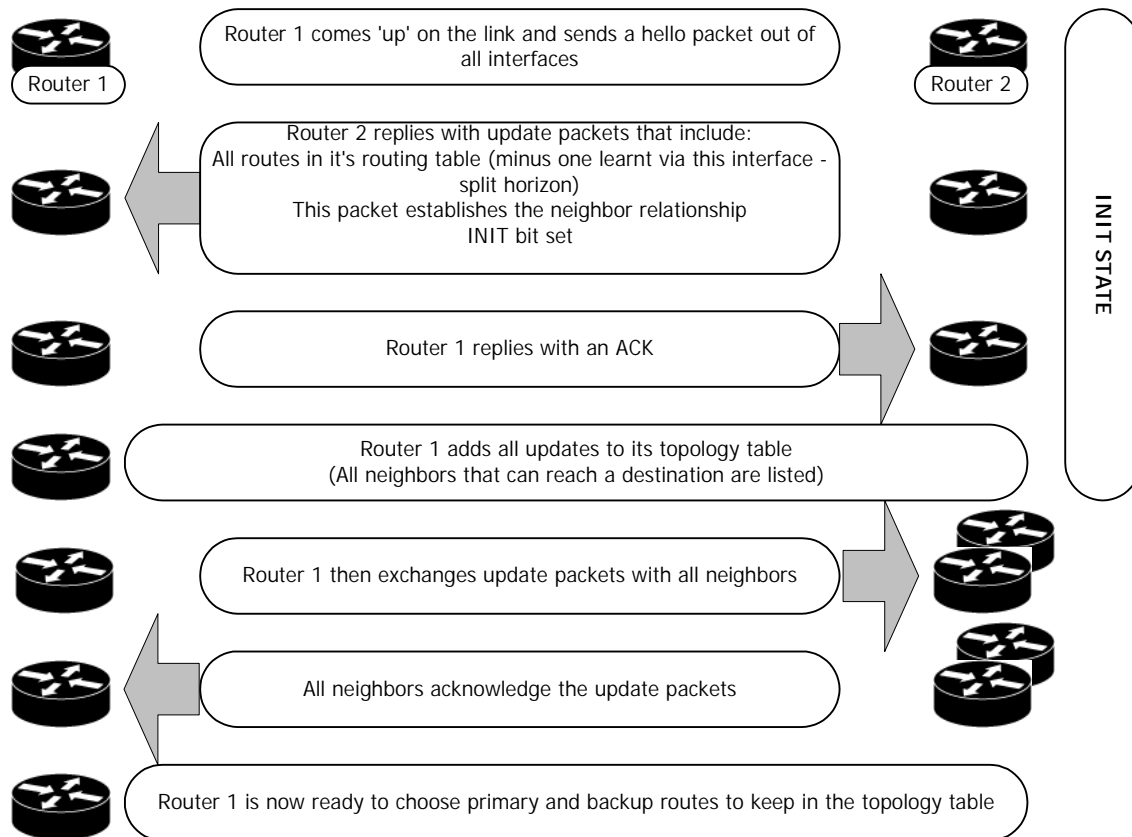 Router 1 comes 'up' on the link and sends a hello packet out of
all interfaces
Router 1
Router 2
Router 2 replies with update packets that include:
All routes in it's routing table (minus one learnt via this interface -
split horizon)
This packet establishes the neighbor relationship
INIT bit set
INIT STATE
Router 1 replies with an ACK
Router 1 adds all updates to its topology table
(All neighbors that can reach a destination are listed)
Router 1 then exchanges update packets with all neighbors
All neighbors acknowledge the update packets
Router 1 is now ready to choose primary and backup routes to keep in the topology table